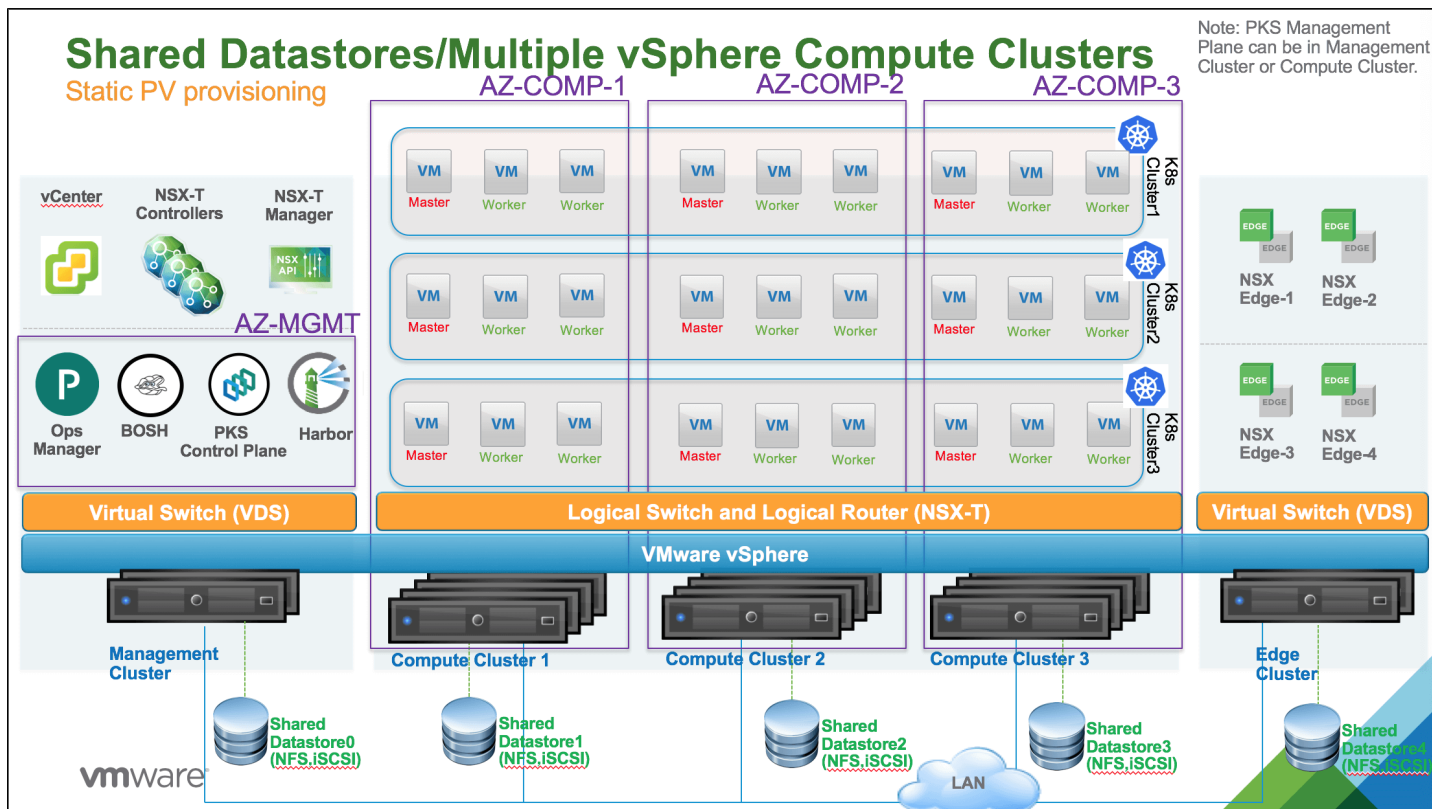 Shared Datastores/Multiple vSphere Compute Clusters
Static PV provisioning
Note: PKS Management
Plane can be in Management
Cluster or Compute Cluster.
AZ-COMP-1
AZ-COMP-2
AZ-COMP-3
vCenter
NSX-T
Controllers
NSX-T
Manager
NSX
API
AZ-MGMT
P
Ops
Manager
BOSH
PKS
Control Plane
Harbor
VM VM VM VM VM VM VM VM VM
Master Worker Worker Master Worker Worker Master Worker Worker
K8s
Cluster1
VM VM VM VM VM VM VM VM VM
Master Worker Worker Master Worker Worker Master Worker Worker
K8s
Cluster2
VM VM VM VM VM VM VM VM VM
Master Worker Worker Master Worker Worker Master Worker Worker
K8s
Cluster3
EDGE
EDGE
NSX
Edge-1
EDGE
EDGE
NSX
Edge-2
EDGE
EDGE
NSX
Edge-3
EDGE
EDGE
NSX
Edge-4
Virtual Switch (VDS)
Logical Switch and Logical Router (NSX-T)
Virtual Switch (VDS)
VMware vSphere
Management
Cluster
Compute Cluster 1
Compute Cluster 2
Compute Cluster 3
Edge
Cluster
Shared
Datastore0
(NFS,iSCSI)
Shared
Datastore1
(NFS,iSCSI)
Shared
Datastore2
(NFS,iSCSI)
Shared
Datastore3
(NFS,iSCSI)
Shared
Datastore4
(NFS,iSCSI)
LAN
vmware